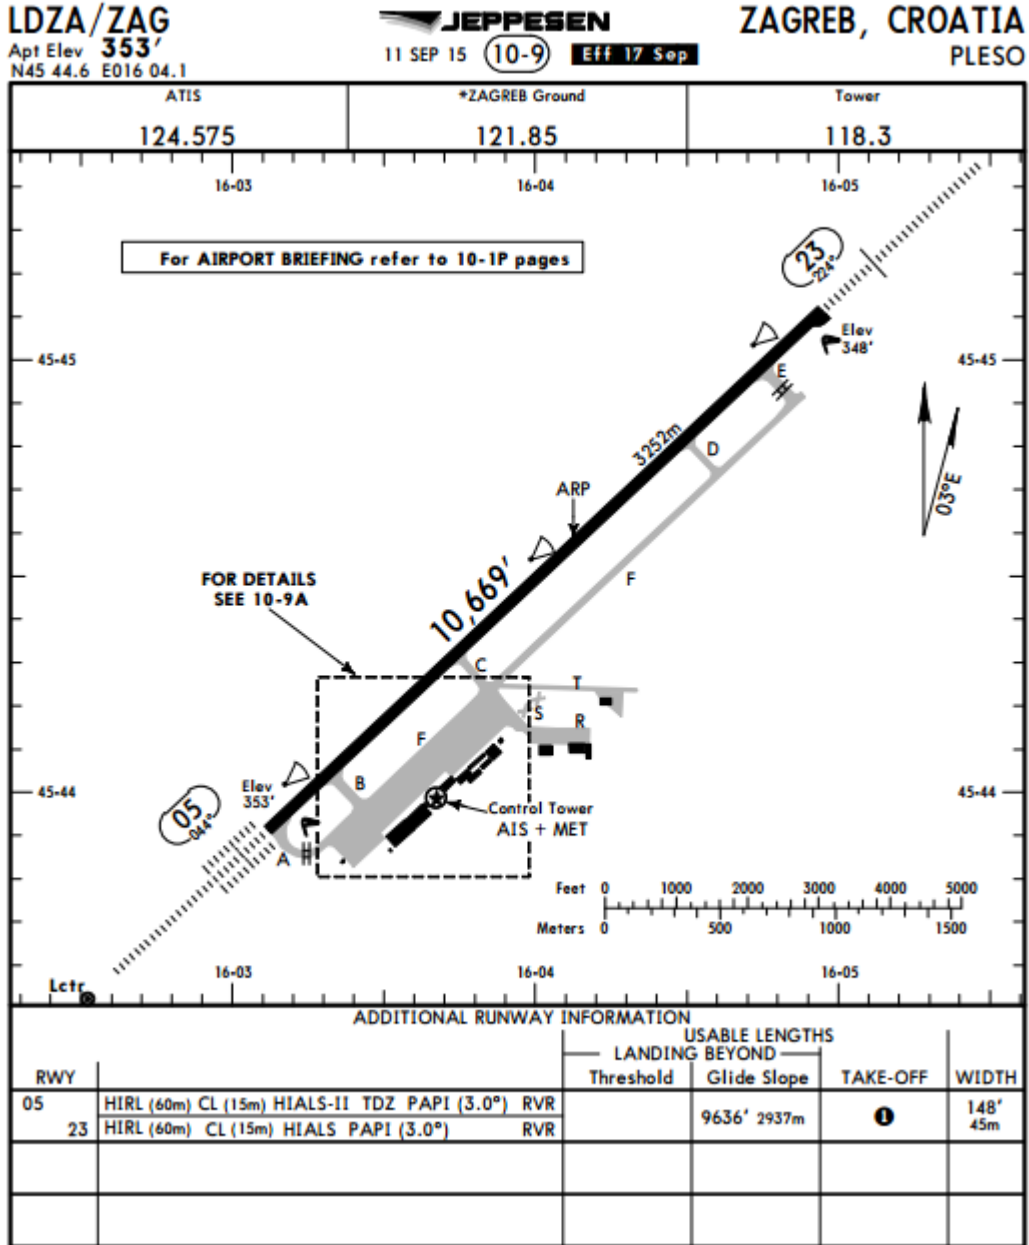 LDZA/ZAG
Apt Elev 353'
N45 44.6 E016 04.1
JEPPESEN
11 SEP 15 10-9 Eff 17 Sep
ZAGREB, CROATIA
PLESO
ATIS
124.575
*ZAGREB Ground
121.85
Tower
118.3
16-03 16-04 16-05
For AIRPORT BRIEFING refer to 10-1P pages
23
224°
Elev
348'
45-45 45-45
E
3252m
D
03°E
ARP
FOR DETAILS
SEE 10-9A
F
10,669'
C
T
S
R
F
B
45-44 45-44
Elev
353'
05
044°
Control Tower
AIS + MET
A
Feet 0 1000 2000 3000 4000 5000
Meters 0 500 1000 1500
16-03 16-04 16-05
Lctr
ADDITIONAL RUNWAY INFORMATION
USABLE LENGTHS
LANDING BEYOND
RWY Threshold Glide Slope TAKE-OFF WIDTH
05 HIRL (60m) CL (15m) HIALS-II TDZ PAPI (3.0°) RVR
23 HIRL (60m) CL (15m) HIALS PAPI (3.0°) RVR
9636' 2937m
1
148'
45m